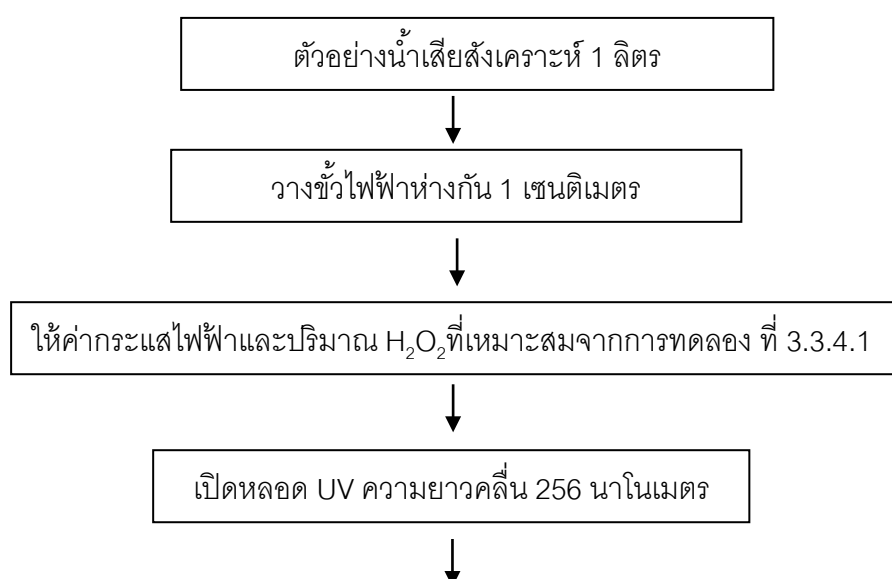 ตัวอย่างน้ำเสียสังเคราะห์ 1 ลิตร
วางขั้วไฟฟ้าห่างกัน 1 เซนติเมตร
ให้ค่ากระแสไฟฟ้าและปริมาณ H₂O₂ที่เหมาะสมจากการทดลอง ที่ 3.3.4.1
เปิดหลอด UV ความยาวคลื่น 256 นาโนเมตร